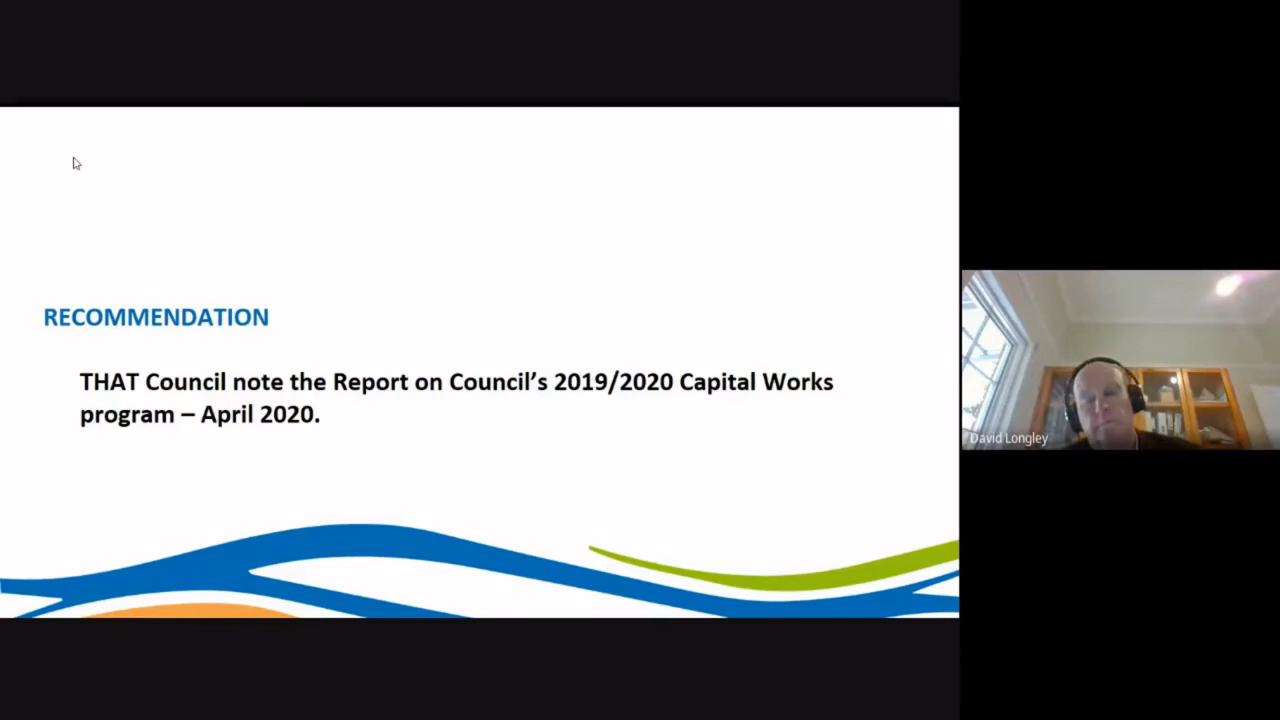 RECOMMENDATION
THAT Council note the Report on Council’s 2019/2020 Capital Works
program – April 2020.
David Longley